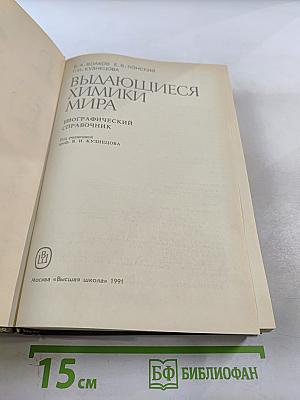 В. А. ВОЛКОВ Е. В. ВОНСКИЙ
Г. И. КУЗНЕЦОВА
ВЫДАЮЩИЕСЯ
ХИМИКИ
МИРА
БИОГРАФИЧЕСКИЙ
СПРАВОЧНИК
Под редакцией
проф. В. И. КУЗНЕЦОВА
Москва «Высшая школа» 1991
15 см
БФ БИБЛИОФАН